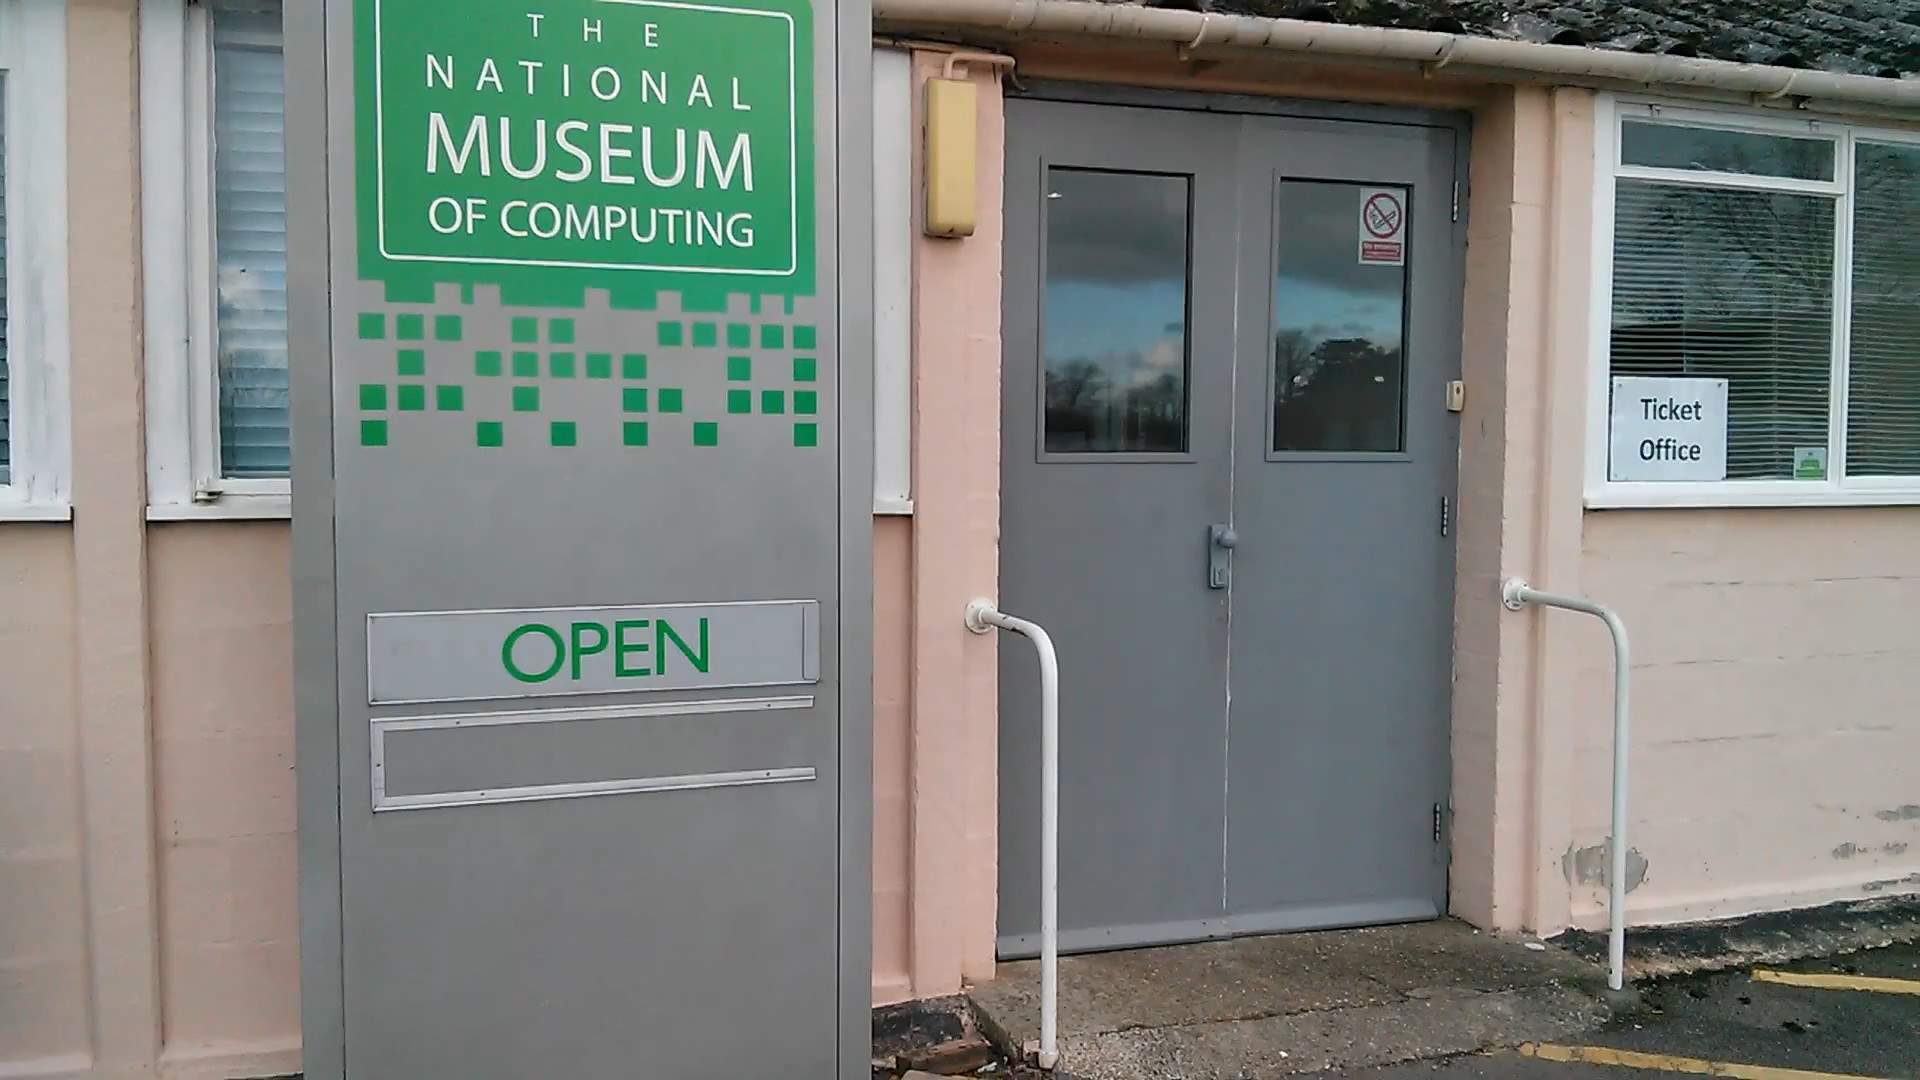 THE
NATIONAL
MUSEUM
OF COMPUTING
OPEN
Ticket
Office